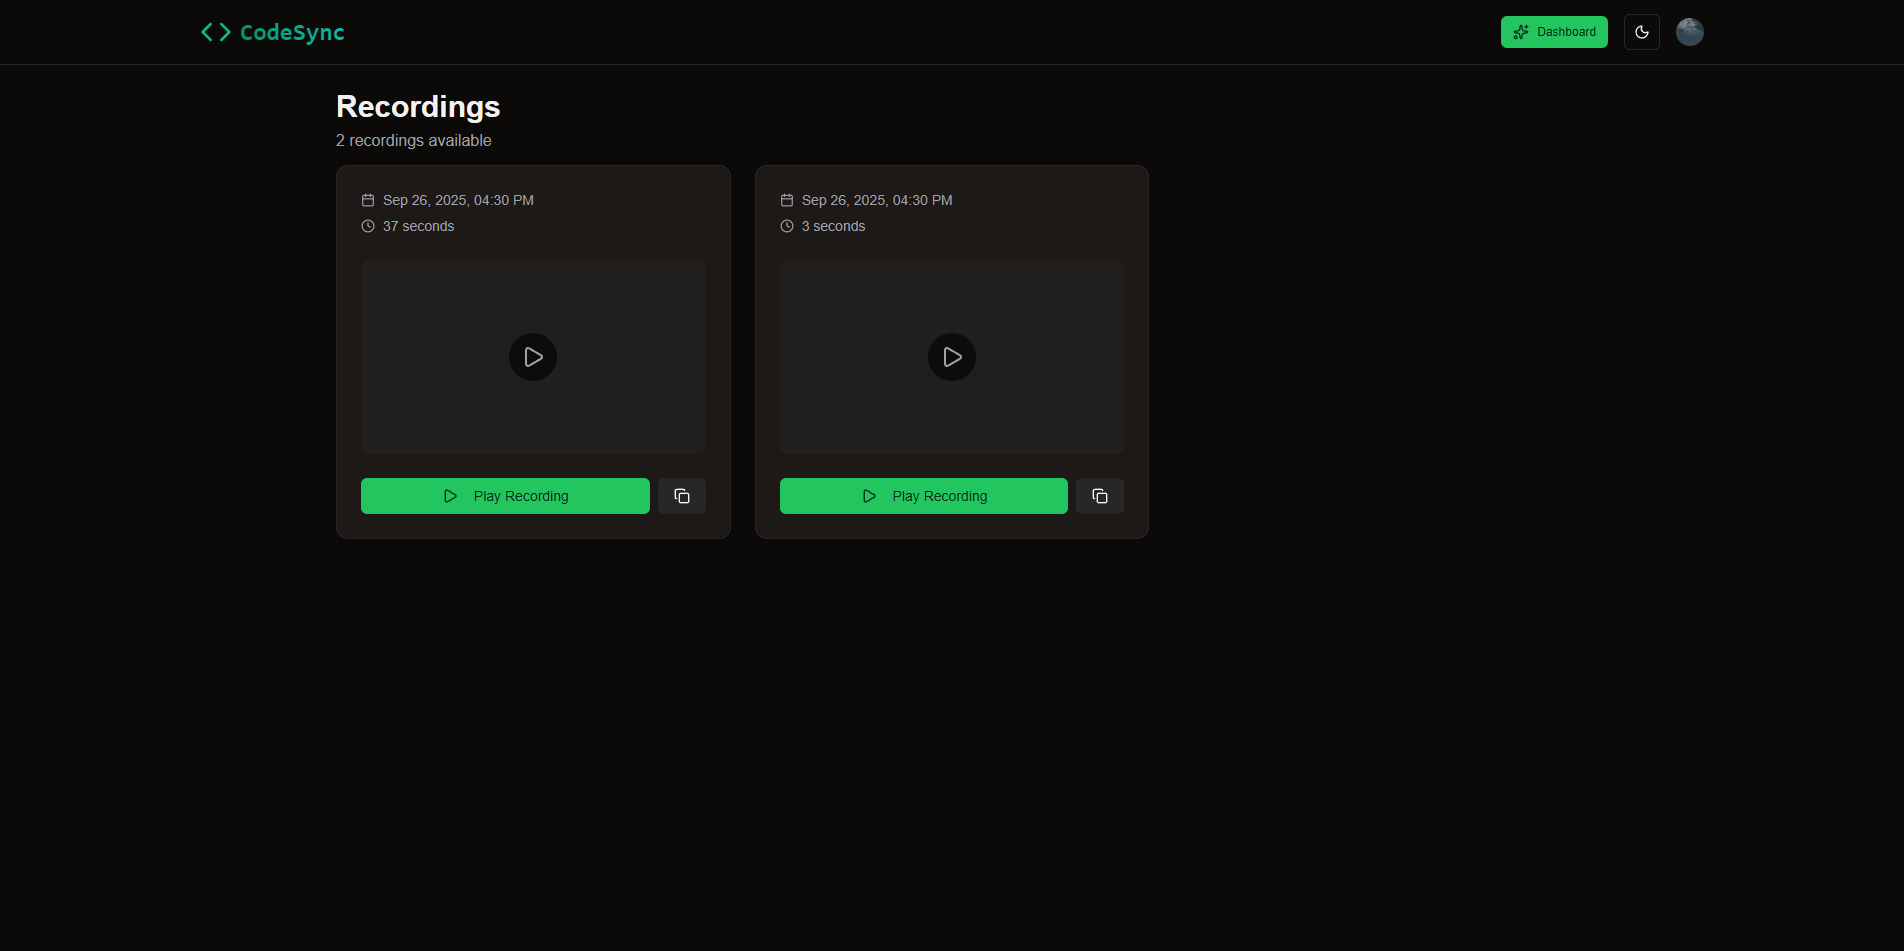 CodeSync
Dashboard
Recordings
2 recordings available
Sep 26, 2025, 04:30 PM
37 seconds
Play Recording
Sep 26, 2025, 04:30 PM
3 seconds
Play Recording